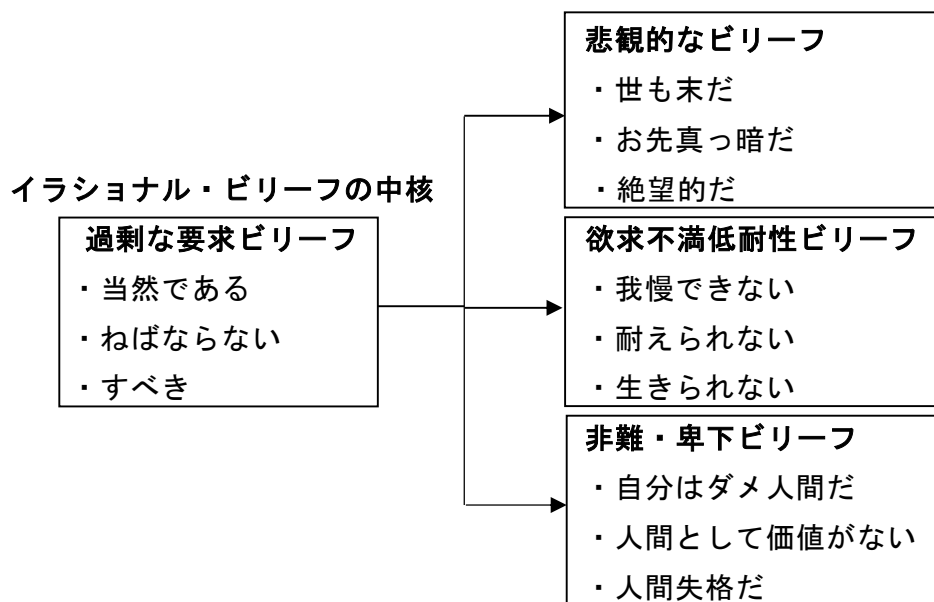 イラショナル・ビリーフの中核
過剰な要求ビリーフ
・当然である
・ねばならない
・すべき
悲観的なビリーフ
・世も末だ
・お先真っ暗だ
・絶望的だ
欲求不満低耐性ビリーフ
・我慢できない
・耐えられない
・生きられない
非難・卑下ビリーフ
・自分はダメ人間だ
・人間として価値がない
・人間失格だ